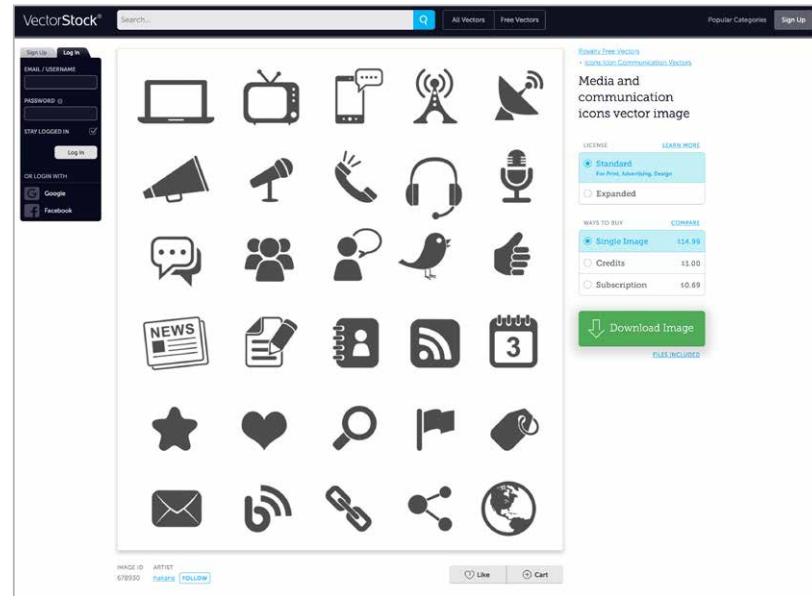 VectorStock®
Search...
All Vectors
Free Vectors
Popular Categories
Sign Up
Sign Up
Log In
EMAIL / USERNAME
PASSWORD
STAY LOGGED IN
Log In
OR LOGIN WITH
Google
Facebook
NEWS
3
Royalty Free Vectors
Icons Icon Communication Vectors
Media and
communication
icons vector image
LICENSE
LEARN MORE
Standard
For Print, Advertising, Design
Expanded
WAYS TO BUY
COMPARE
Single Image
$14.99
Credits
$1.00
Subscription
$0.69
Download Image
FILES INCLUDED
IMAGE ID
ARTIST
678930
FOLLOW
Like
Cart